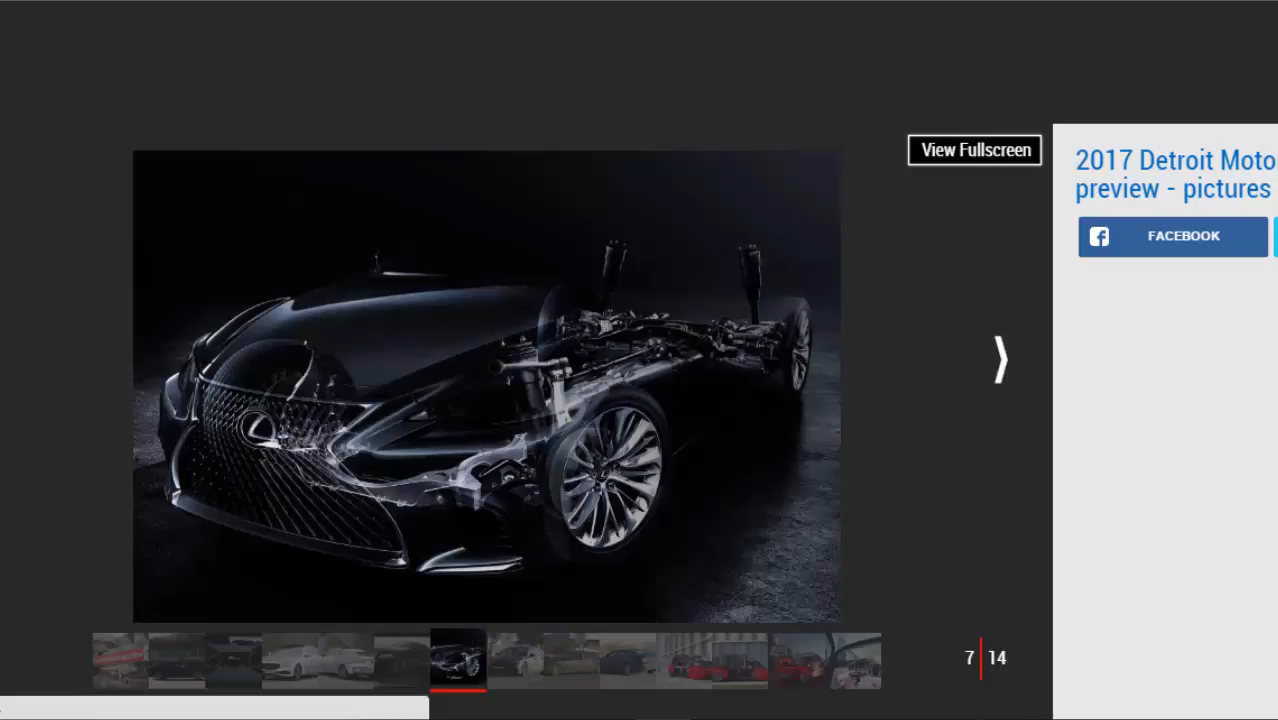 View Fullscreen
2017 Detroit Moto
preview - pictures
FACEBOOK
7 14